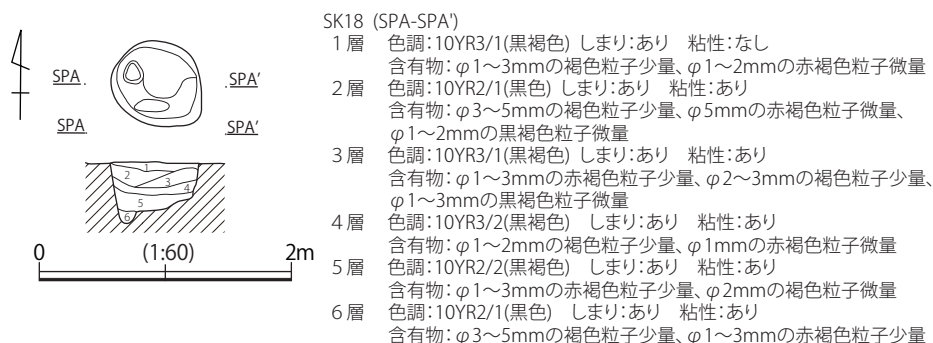 SK18 (SPA-SPA')
1層 色調：10YR3/1(黒褐色) しまり：あり 粘性：なし
含有物：φ1～3mmの褐色粒子少量、φ1～2mmの赤褐色粒子微量
2層 色調：10YR2/1(黒色) しまり：あり 粘性：あり
含有物：φ3～5mmの褐色粒子少量、φ5mmの赤褐色粒子微量、
φ1～2mmの黒褐色粒子微量
3層 色調：10YR3/1(黒褐色) しまり：あり 粘性：あり
含有物：φ1～3mmの赤褐色粒子少量、φ2～3mmの褐色粒子少量、
φ1～3mmの黒褐色粒子微量
4層 色調：10YR3/2(黒褐色) しまり：あり 粘性：あり
含有物：φ1～2mmの褐色粒子少量、φ1mmの赤褐色粒子微量
5層 色調：10YR2/2(黒褐色) しまり：あり 粘性：あり
含有物：φ1～3mmの赤褐色粒子少量、φ2mmの褐色粒子微量
6層 色調：10YR2/1(黒色) しまり：あり 粘性：あり
含有物：φ3～5mmの褐色粒子少量、φ1～3mmの赤褐色粒子少量
SPA. .SPA'
SPA. .SPA'
1
2
3
4
5
6
0 (1:60) 2m